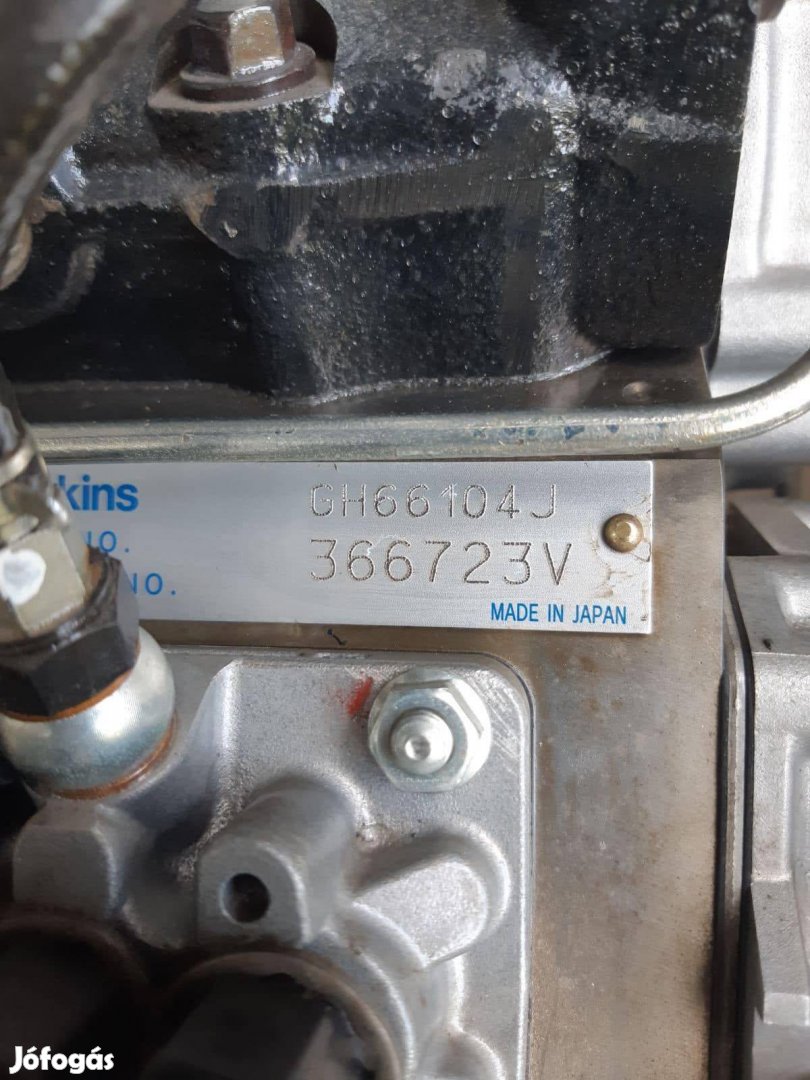 kins GH66104J
NO. 366723V
NO.
MADE IN JAPAN
Jófogás